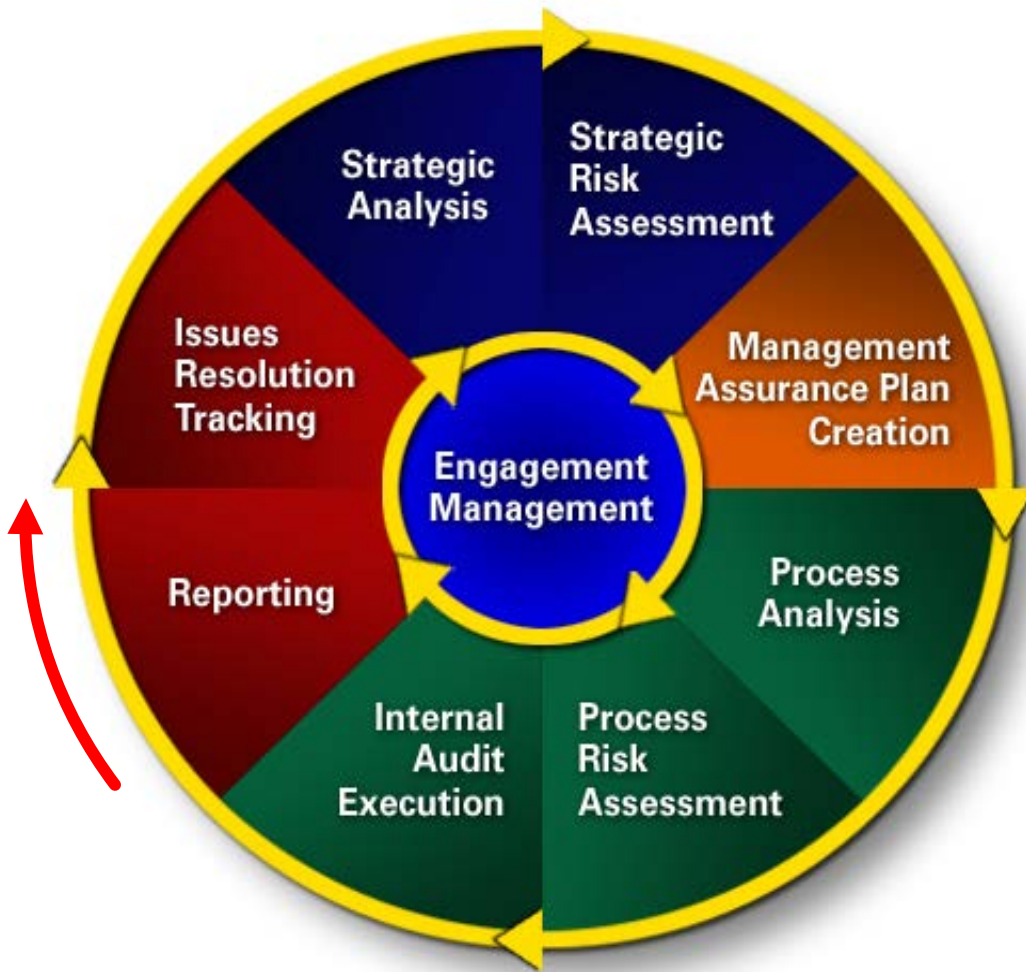 Strategic
Analysis
Strategic
Risk
Assessment
Management
Assurance Plan
Creation
Process
Analysis
Process
Risk
Assessment
Internal
Audit
Execution
Reporting
Issues
Resolution
Tracking
Engagement
Management